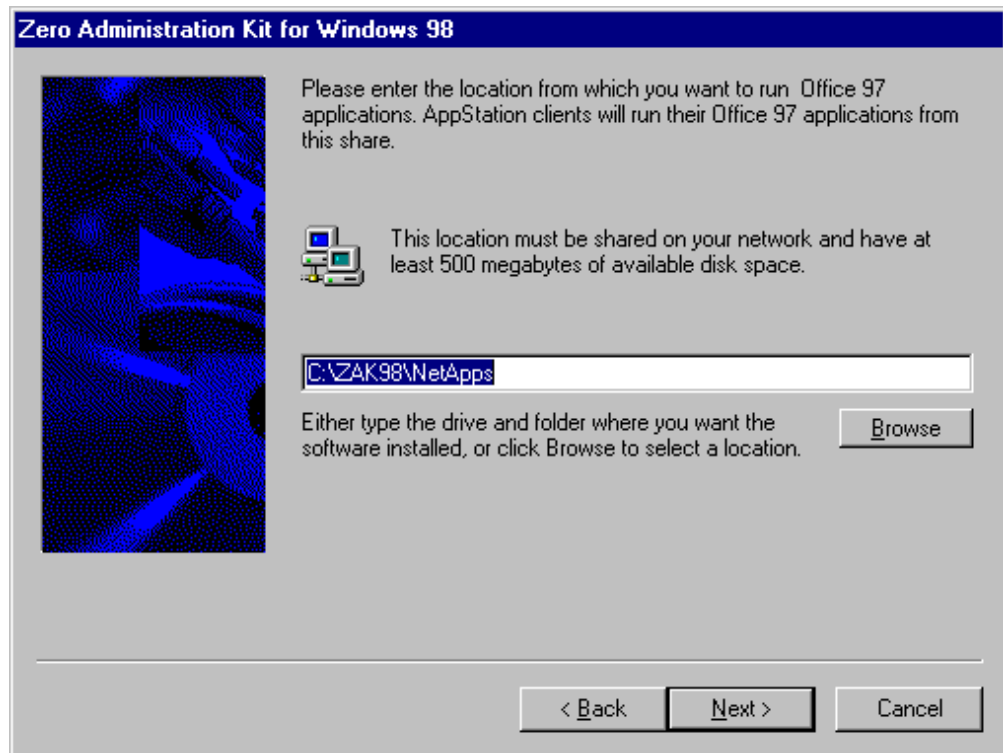 Zero Administration Kit for Windows 98
Please enter the location from which you want to run  Office 97
applications. AppStation clients will run their Office 97 applications from
this share.
This location must be shared on your network and have at
least 500 megabytes of available disk space.
C:\ZAK98\NetApps
Either type the drive and folder where you want the
software installed, or click Browse to select a location.
Browse
< Back
Next >
Cancel